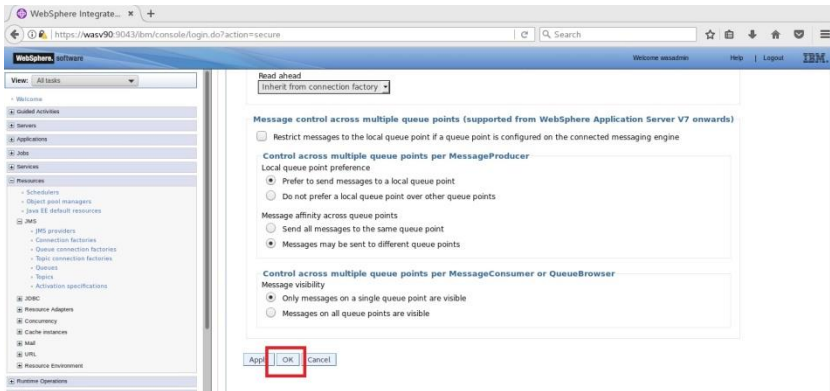 WebSphere Integrate...
https://wasv90:9043/ibm/console/login.do?action=secure
Search
WebSphere. software
Welcome wasadmin
Help | Logout
IBM.
View: All tasks
Welcome
Guided Activities
Servers
Applications
Jobs
Services
Resources
Schedulers
Object pool managers
Java EE default resources
JMS
JMS providers
Connection factories
Queue connection factories
Topic connection factories
Queues
Topics
Activation specifications
JDBC
Resource Adapters
Concurrency
Cache instances
Mail
URL
Resource Environment
Runtime Operations
Read ahead
Inherit from connection factory
Message control across multiple queue points (supported from WebSphere Application Server V7 onwards)
Restrict messages to the local queue point if a queue point is configured on the connected messaging engine
Control across multiple queue points per MessageProducer
Local queue point preference
Prefer to send messages to a local queue point
Do not prefer a local queue point over other queue points
Message affinity across queue points
Send all messages to the same queue point
Messages may be sent to different queue points
Control across multiple queue points per MessageConsumer or QueueBrowser
Message visibility
Only messages on a single queue point are visible
Messages on all queue points are visible
Appl OK Cancel